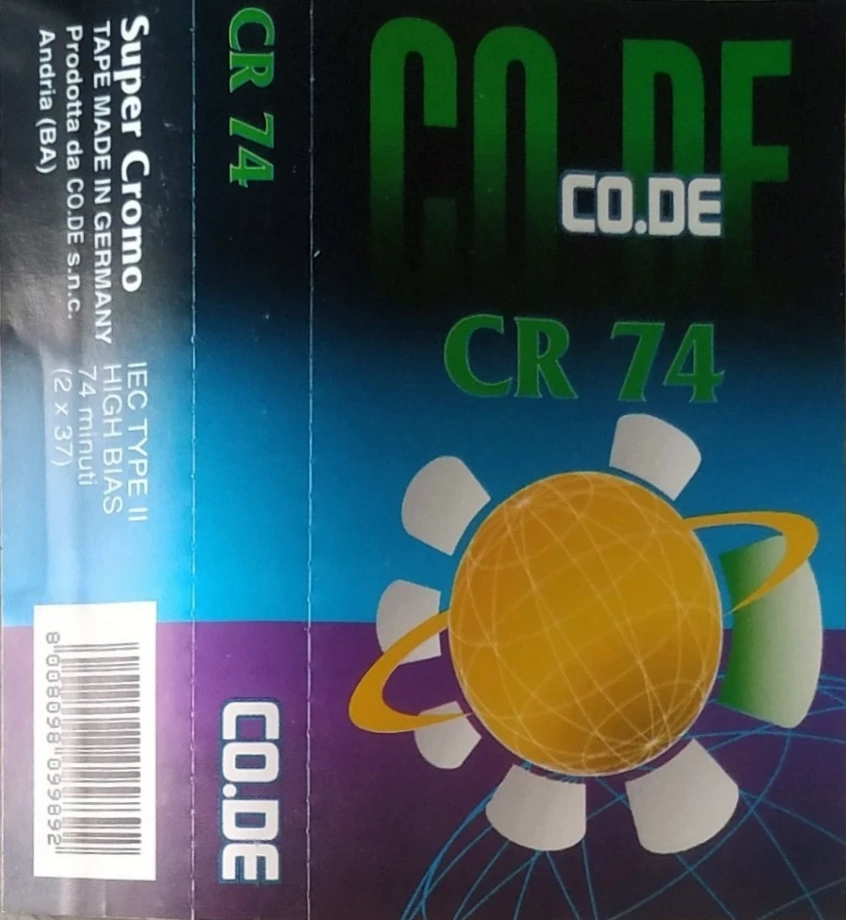 CO.DE
CO.DE
CR 74
CR 74
CO.DE
Super Cromo
TAPE MADE IN GERMANY
Prodotta da CO.DE s.n.c.
Andria (BA)
IEC TYPE II
HIGH BIAS
74 minuti
(2 x 37)
8 008098 099892